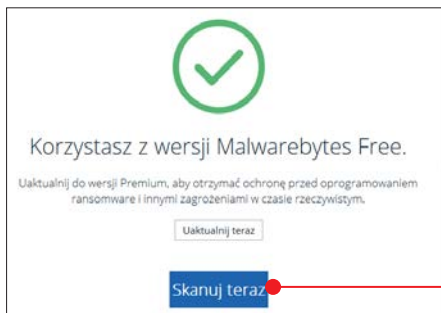 Korzystasz z wersji Malwarebytes Free.
Uaktualnij do wersji Premium, aby otrzymać ochronę przed oprogramowaniem
ransomware i innymi zagrożeniami w czasie rzeczywistym.
Uaktualnij teraz
Skanuj teraz